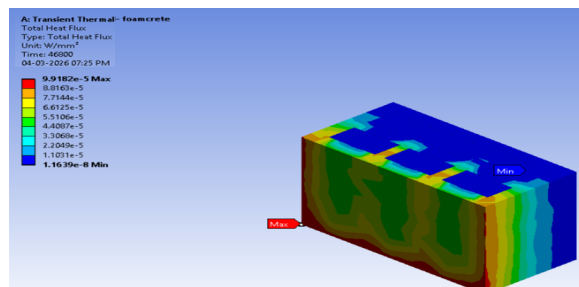 A: Transient Thermal- foamcrete
Total Heat Flux
Type: Total Heat Flux
Unit: W/mm²
Time: 46800
04-03-2026 07:25 PM
9.9182e-5 Max
8.8163e-5
7.7144e-5
6.6125e-5
5.5106e-5
4.4087e-5
3.3068e-5
2.2049e-5
1.1031e-5
1.1639e-8 Min
Min
Max